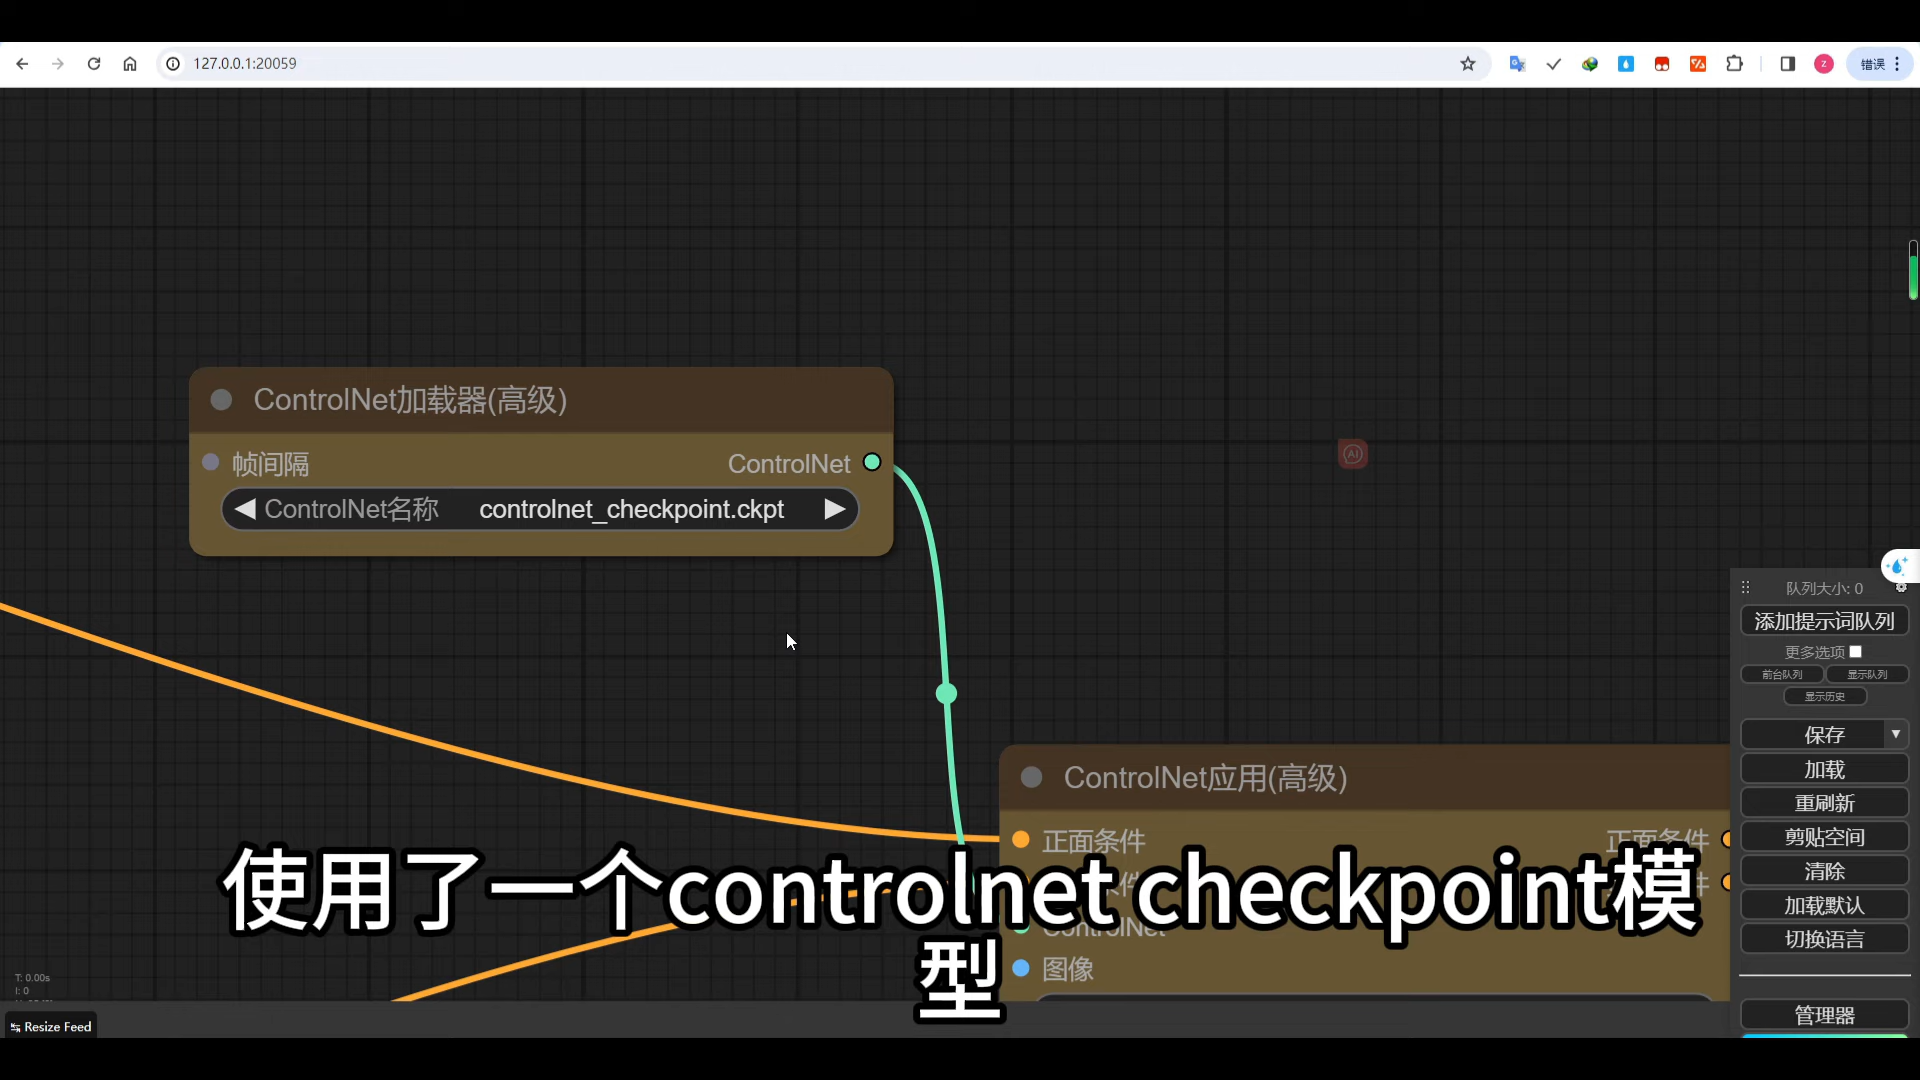 127.0.0.1:20059
错误
ControlNet加载器(高级)
帧间隔
ControlNet
ControlNet名称
controlnet_checkpoint.ckpt
队列大小: 0
添加提示词队列
更多选项
前台队列
显示队列
显示历史
保存
加载
重刷新
剪贴空间
清除
加载默认
切换语言
管理器
ControlNet应用(高级)
正面条件
正面条件
ControlNet
图像
使用了一个controlnet checkpoint模
型
T: 0.00s
I: 0
Resize Feed